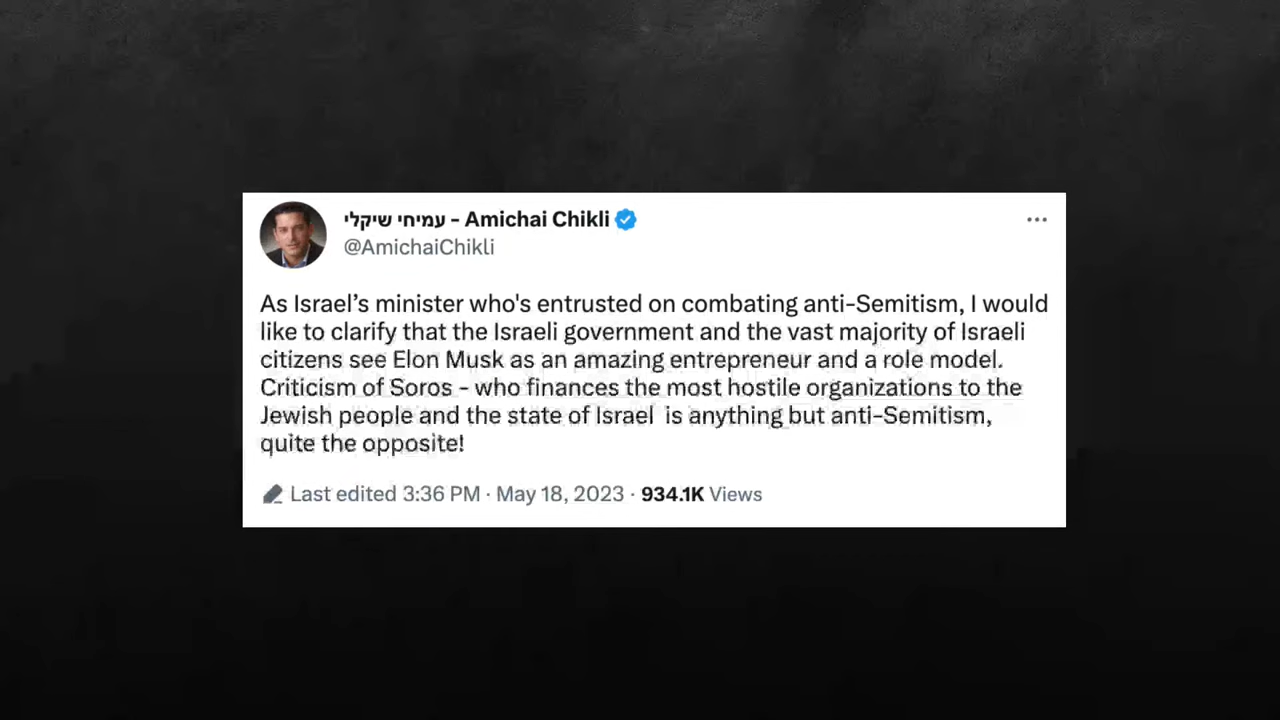 עמיחי שיקלי - Amichai Chikli
@AmichaiChikli
As Israel’s minister who's entrusted on combating anti-Semitism, I would
like to clarify that the Israeli government and the vast majority of Israeli
citizens see Elon Musk as an amazing entrepreneur and a role model.
Criticism of Soros - who finances the most hostile organizations to the
Jewish people and the state of Israel is anything but anti-Semitism,
quite the opposite!
Last edited 3:36 PM · May 18, 2023 · 934.1K Views